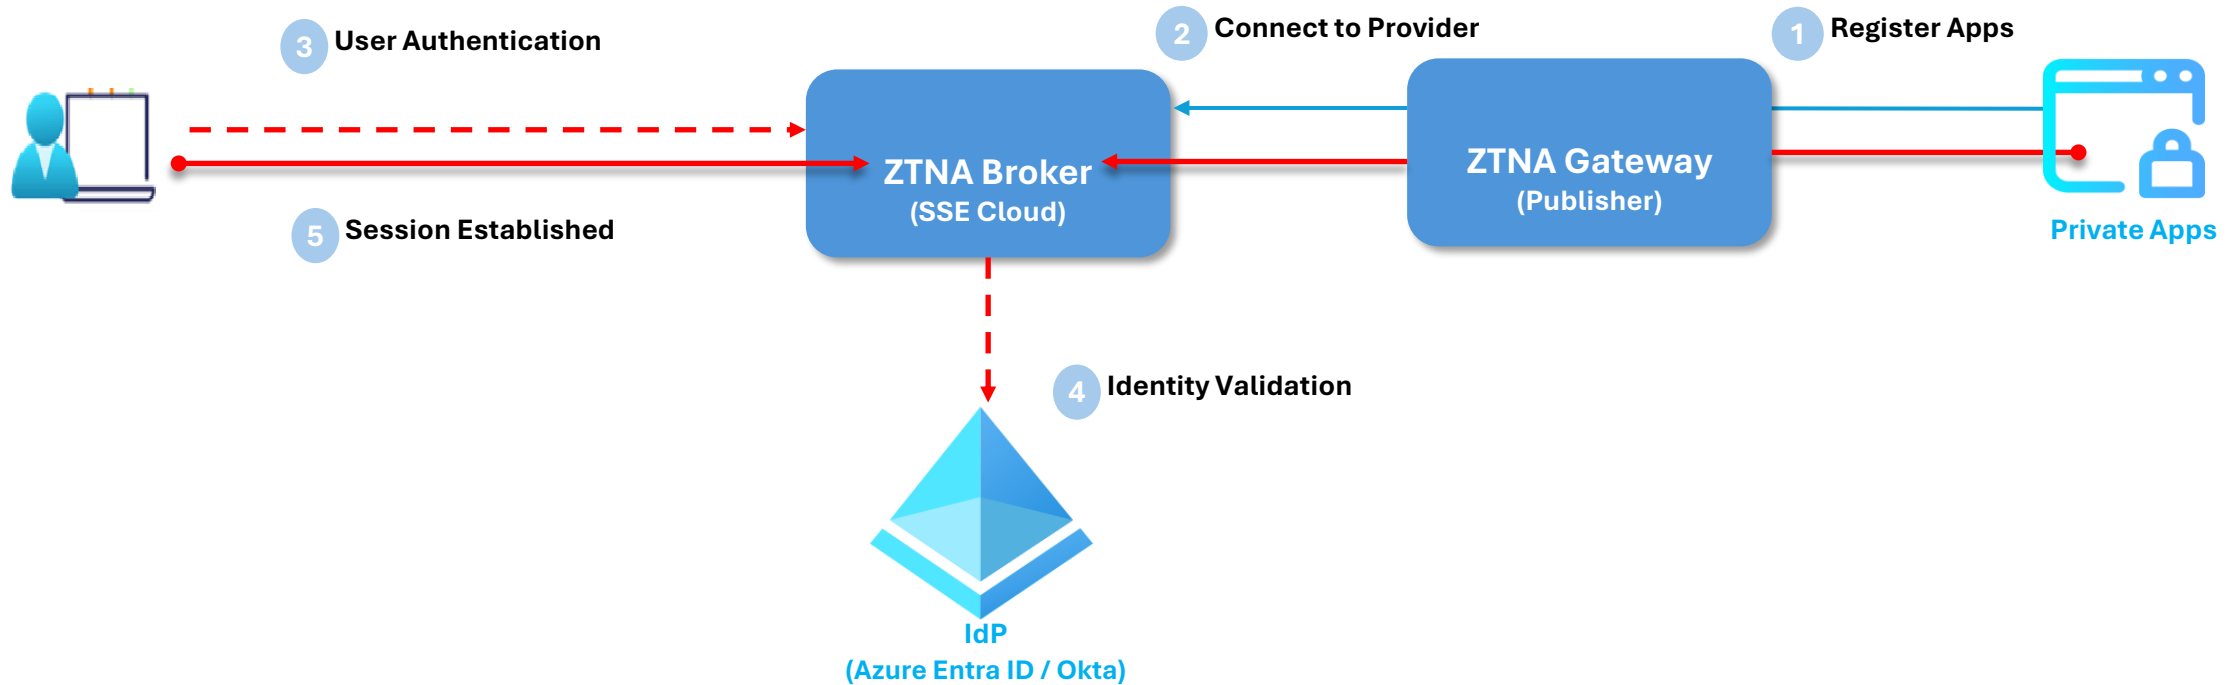 3 User Authentication
2 Connect to Provider
1 Register Apps
ZTNA Broker
(SSE Cloud)
ZTNA Gateway
(Publisher)
5 Session Established
Private Apps
4 Identity Validation
IdP
(Azure Entra ID / Okta)